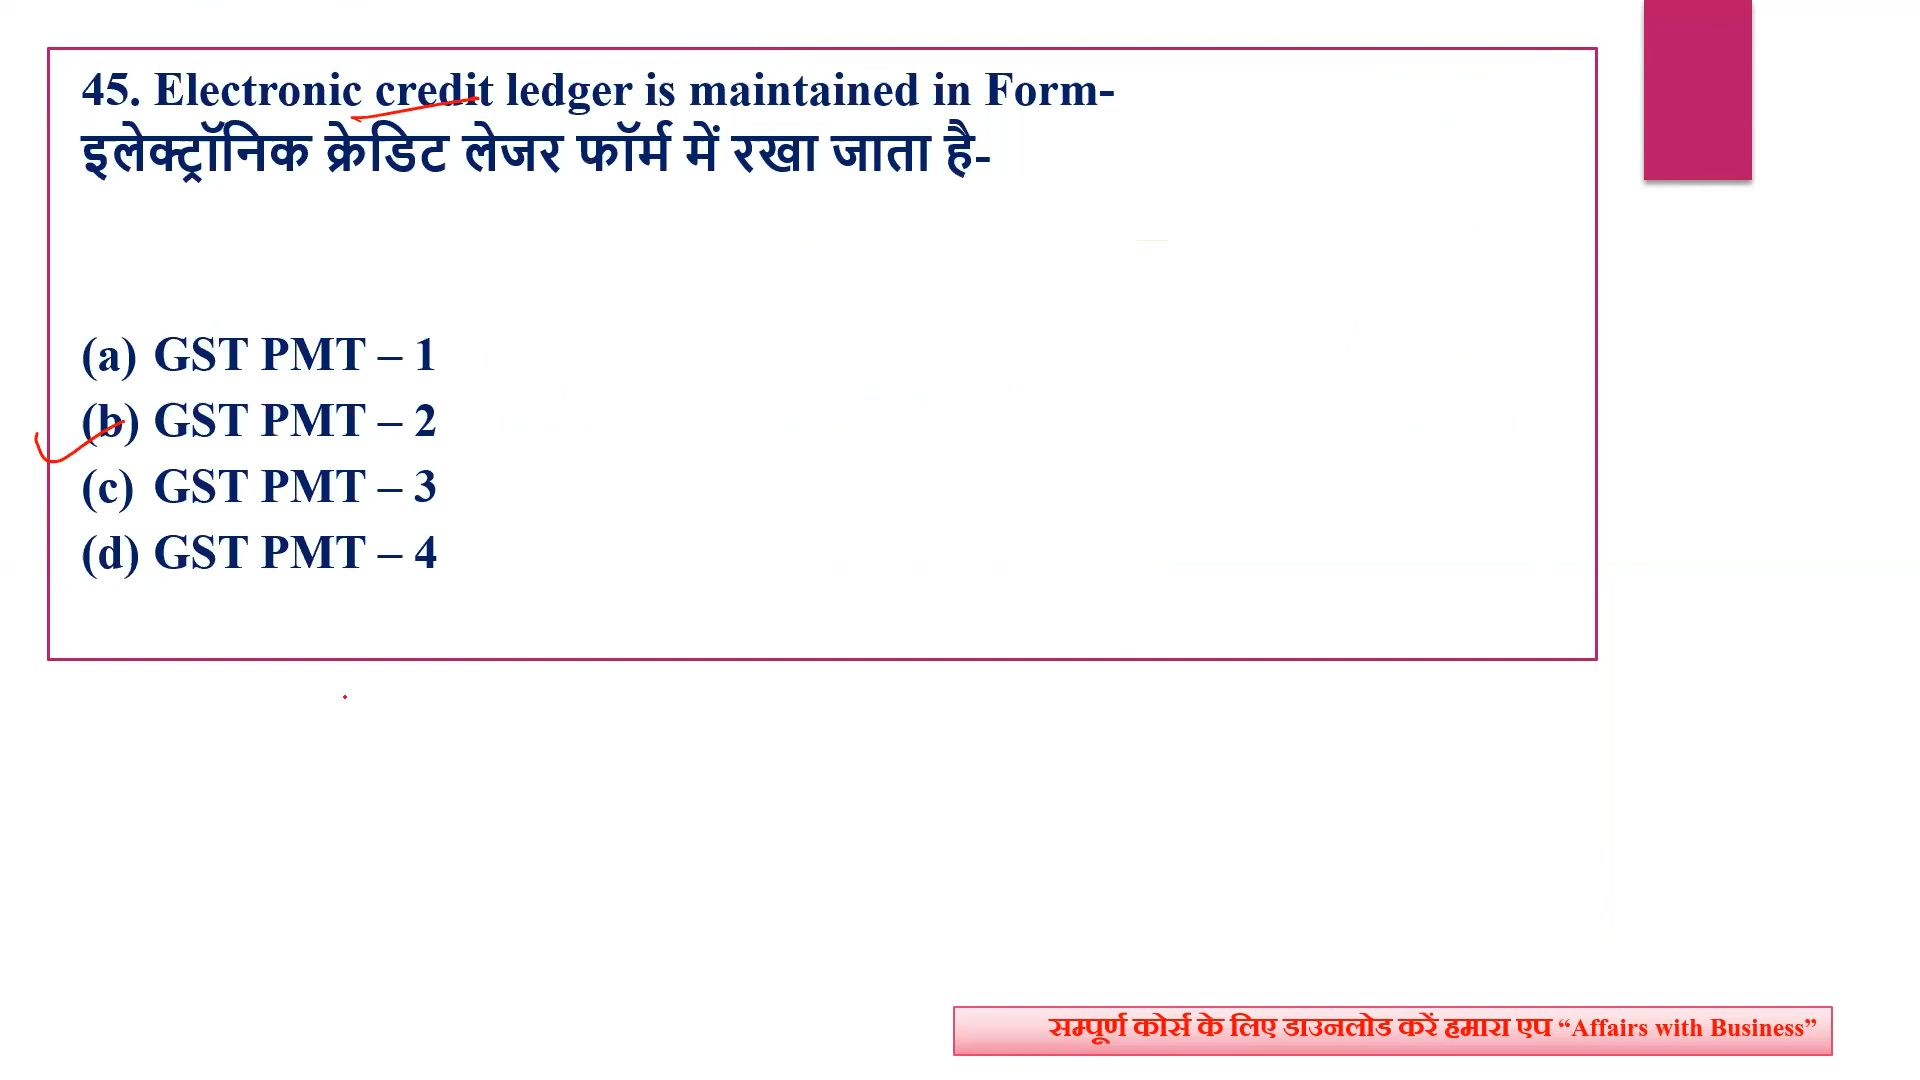 45. Electronic credit ledger is maintained in Form-
इलेक्ट्रॉनिक क्रेडिट लेजर फॉर्म में रखा जाता है-
(a) GST PMT – 1
(b) GST PMT – 2
(c) GST PMT – 3
(d) GST PMT – 4
सम्पूर्ण कोर्स के लिए डाउनलोड करें हमारा एप “Affairs with Business”